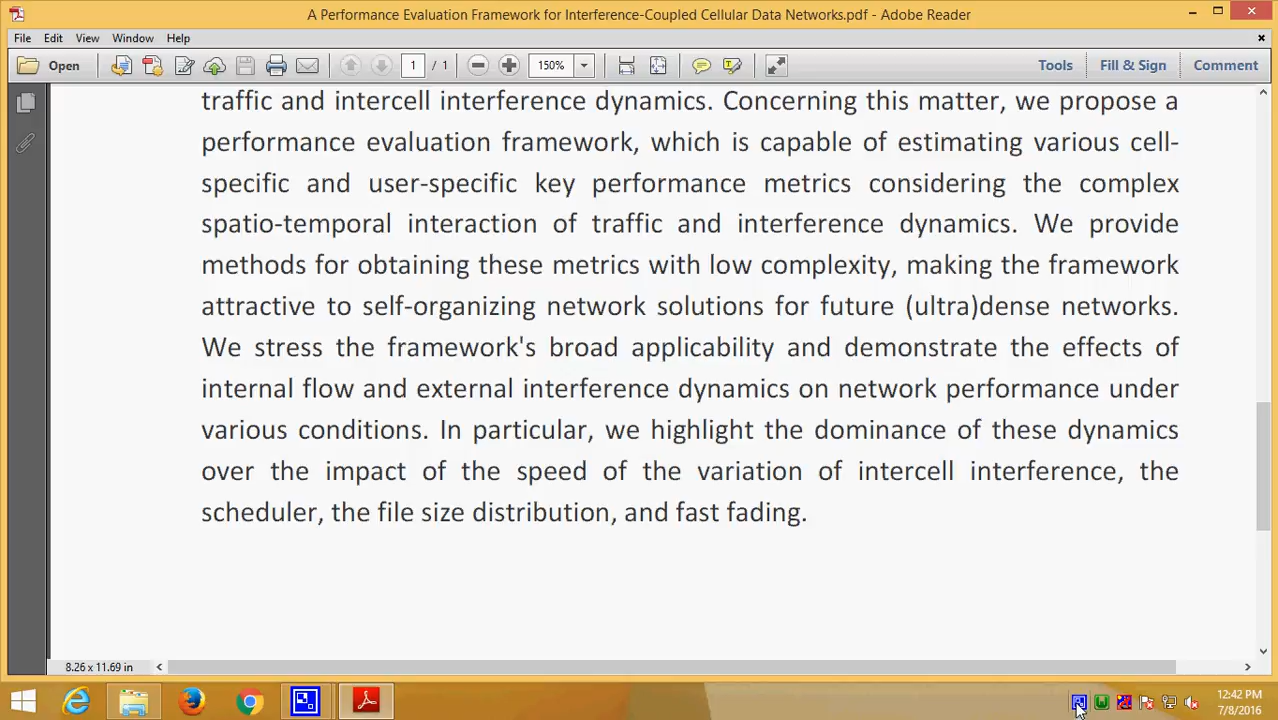 A Performance Evaluation Framework for Interference-Coupled Cellular Data Networks.pdf - Adobe Reader
File Edit View Window Help
Open 1 / 1 150% Tools Fill & Sign Comment
traffic and intercell interference dynamics. Concerning this matter, we propose a
performance evaluation framework, which is capable of estimating various cell-
specific and user-specific key performance metrics considering the complex
spatio-temporal interaction of traffic and interference dynamics. We provide
methods for obtaining these metrics with low complexity, making the framework
attractive to self-organizing network solutions for future (ultra)dense networks.
We stress the framework's broad applicability and demonstrate the effects of
internal flow and external interference dynamics on network performance under
various conditions. In particular, we highlight the dominance of these dynamics
over the impact of the speed of the variation of intercell interference, the
scheduler, the file size distribution, and fast fading.
8.26 x 11.69 in
12:42 PM
7/8/2016